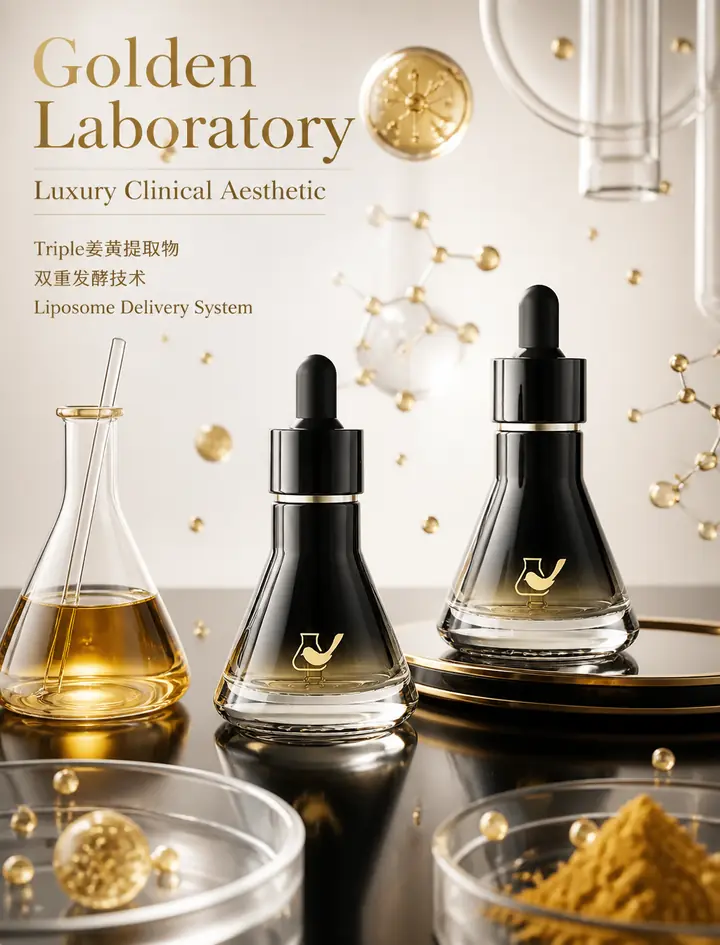 Golden
Laboratory
Luxury Clinical Aesthetic
Triple姜黄提取物
双重发酵技术
Liposome Delivery System